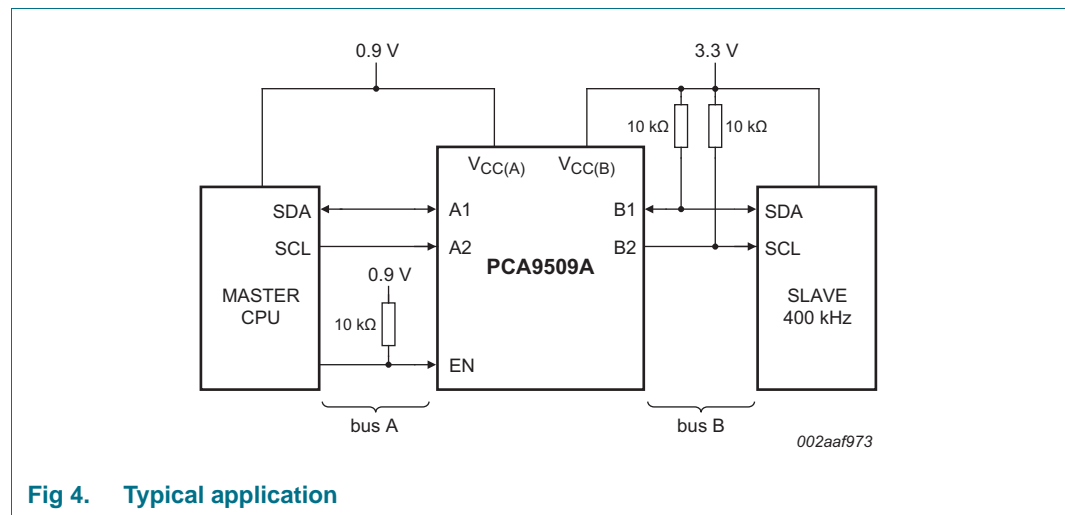 0.9 V
3.3 V
10 kΩ
10 kΩ
VCC(A)
VCC(B)
SDA
A1
B1
SDA
SCL
A2
B2
SCL
PCA9509A
0.9 V
MASTER
CPU
SLAVE
400 kHz
10 kΩ
EN
bus A
bus B
002aaf973
Fig 4. Typical application